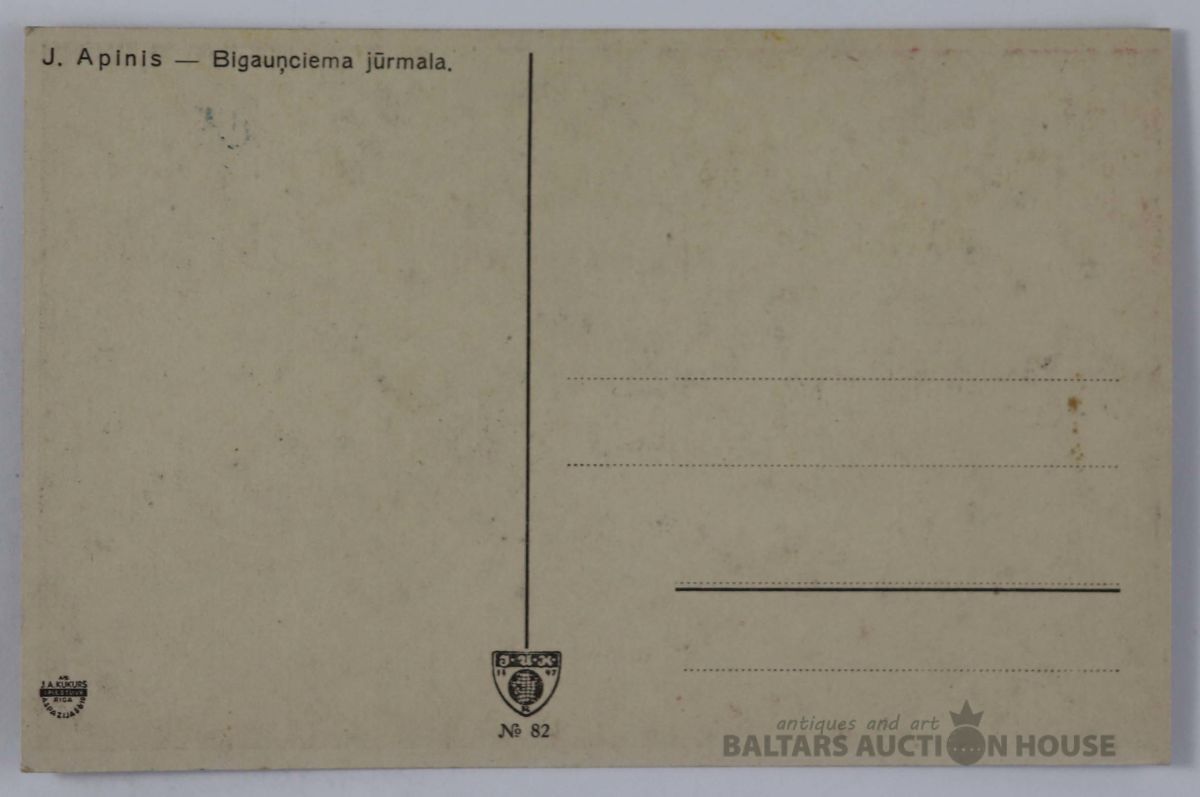 J. Apinis — Bigauņciema jūrmala.
J. A. KUKURS
RIGA
№ 82
antiques and art
BALTARS AUCTION HOUSE